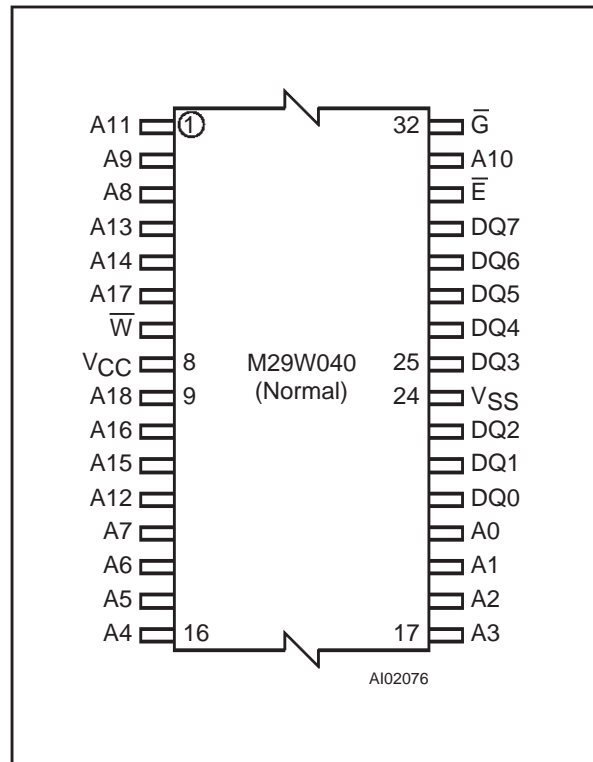 A11 1 32 G̅
A9 A10
A8 E̅
A13 DQ7
A14 DQ6
A17 DQ5
W̅ DQ4
VCC 8 M29W040 25 DQ3
A18 9 (Normal) 24 VSS
A16 DQ2
A15 DQ1
A12 DQ0
A7 A0
A6 A1
A5 A2
A4 16 17 A3
AI02076